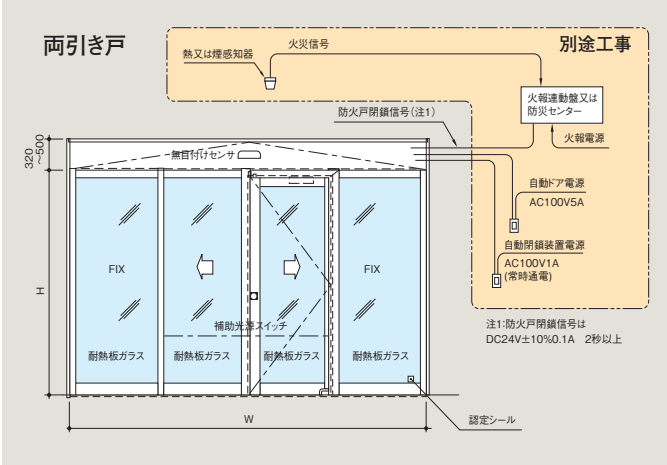 両引き戸
別途工事
火災信号
熱又は煙感知器
火報連動盤又は
防災センター
防火戸閉鎖信号（注1）
火報電源
320
～500
無目付けセンサ
自動ドア電源
AC100V5A
自動閉鎖装置電源
AC100V1A
(常時通電)
FIX
FIX
H
補助光源スイッチ
注1:防火戸閉鎖信号は
DC24V±10%0.1A　2秒以上
耐熱板ガラス
耐熱板ガラス
耐熱板ガラス
耐熱板ガラス
W
認定シール